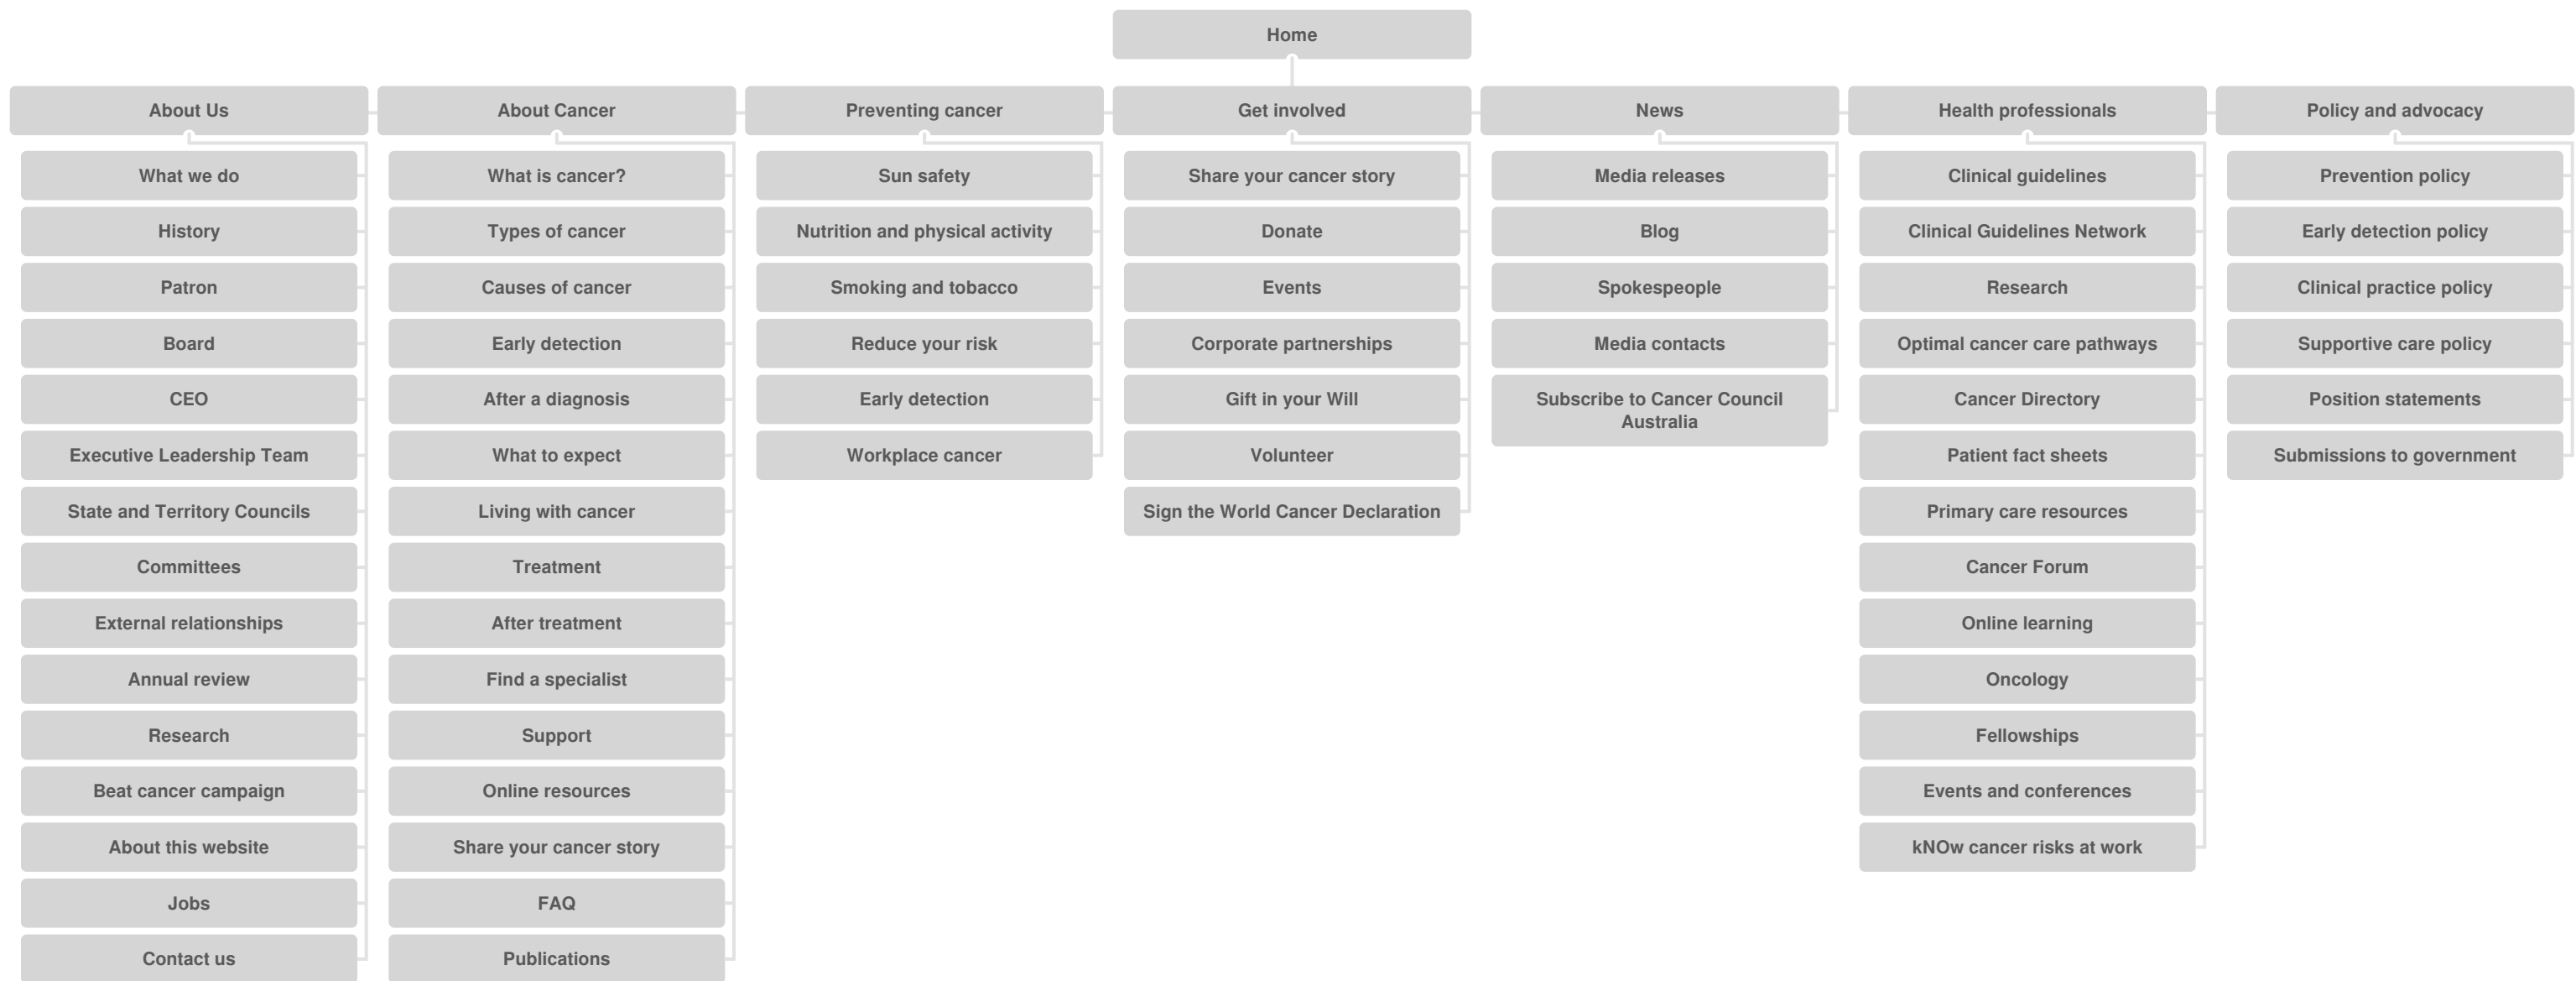 Home
About Us
What we do
History
Patron
Board
CEO
Executive Leadership Team
State and Territory Councils
Committees
External relationships
Annual review
Research
Beat cancer campaign
About this website
Jobs
Contact us
About Cancer
What is cancer?
Types of cancer
Causes of cancer
Early detection
After a diagnosis
What to expect
Living with cancer
Treatment
After treatment
Find a specialist
Support
Online resources
Share your cancer story
FAQ
Publications
Preventing cancer
Sun safety
Nutrition and physical activity
Smoking and tobacco
Reduce your risk
Early detection
Workplace cancer
Get involved
Share your cancer story
Donate
Events
Corporate partnerships
Gift in your Will
Volunteer
Sign the World Cancer Declaration
News
Media releases
Blog
Spokespeople
Media contacts
Subscribe to Cancer Council
Australia
Health professionals
Clinical guidelines
Clinical Guidelines Network
Research
Optimal cancer care pathways
Cancer Directory
Patient fact sheets
Primary care resources
Cancer Forum
Online learning
Oncology
Fellowships
Events and conferences
kNOw cancer risks at work
Policy and advocacy
Prevention policy
Early detection policy
Clinical practice policy
Supportive care policy
Position statements
Submissions to government